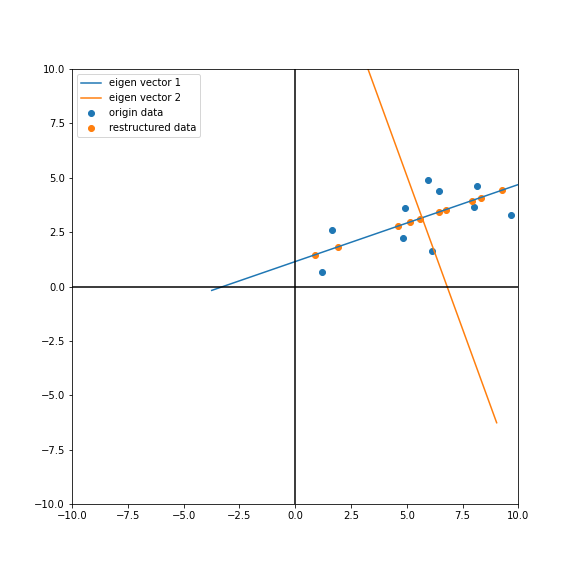 10.0
7.5
5.0
2.5
0.0
−2.5
−5.0
−7.5
−10.0
−10.0 −7.5 −5.0 −2.5 0.0 2.5 5.0 7.5 10.0
eigen vector 1
eigen vector 2
origin data
restructured data